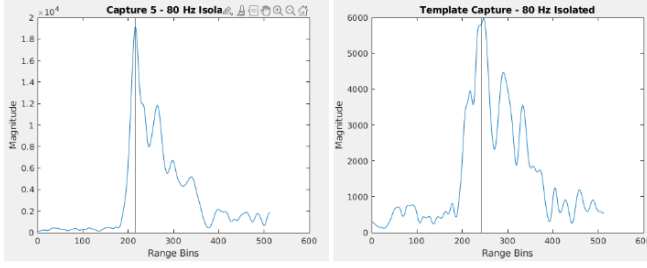 Capture 5 - 80 Hz Isola
×10⁴
2
1.8
1.6
1.4
1.2
1
0.8
0.6
0.4
0.2
0
0 100 200 300 400 500 600
Magnitude
Range Bins
Template Capture - 80 Hz Isolated
6000
5000
4000
3000
2000
1000
0
0 100 200 300 400 500 600
Magnitude
Range Bins